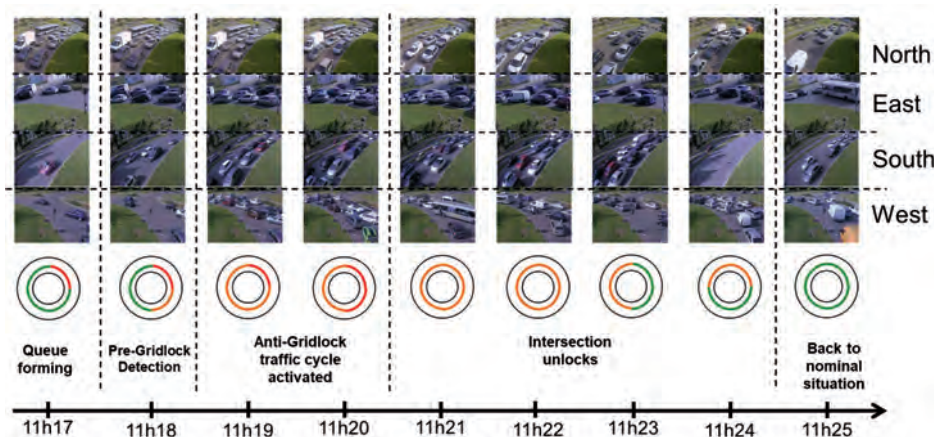 North
East
South
West
Queue
forming
Pre-Gridlock
Detection
Anti-Gridlock
traffic cycle
activated
Intersection
unlocks
Back to
nominal
situation
11h17
11h18
11h19
11h20
11h21
11h22
11h23
11h24
11h25